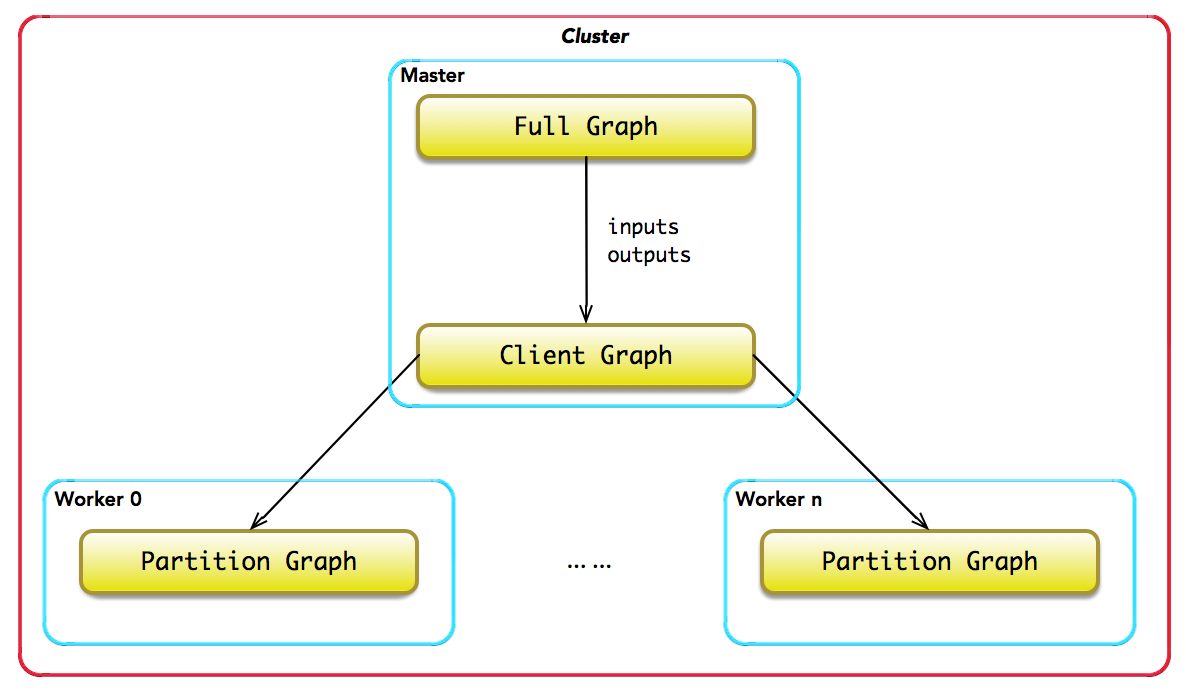 Cluster
Master
Full Graph
inputs
outputs
Client Graph
Worker 0
Partition Graph
... ...
Worker n
Partition Graph